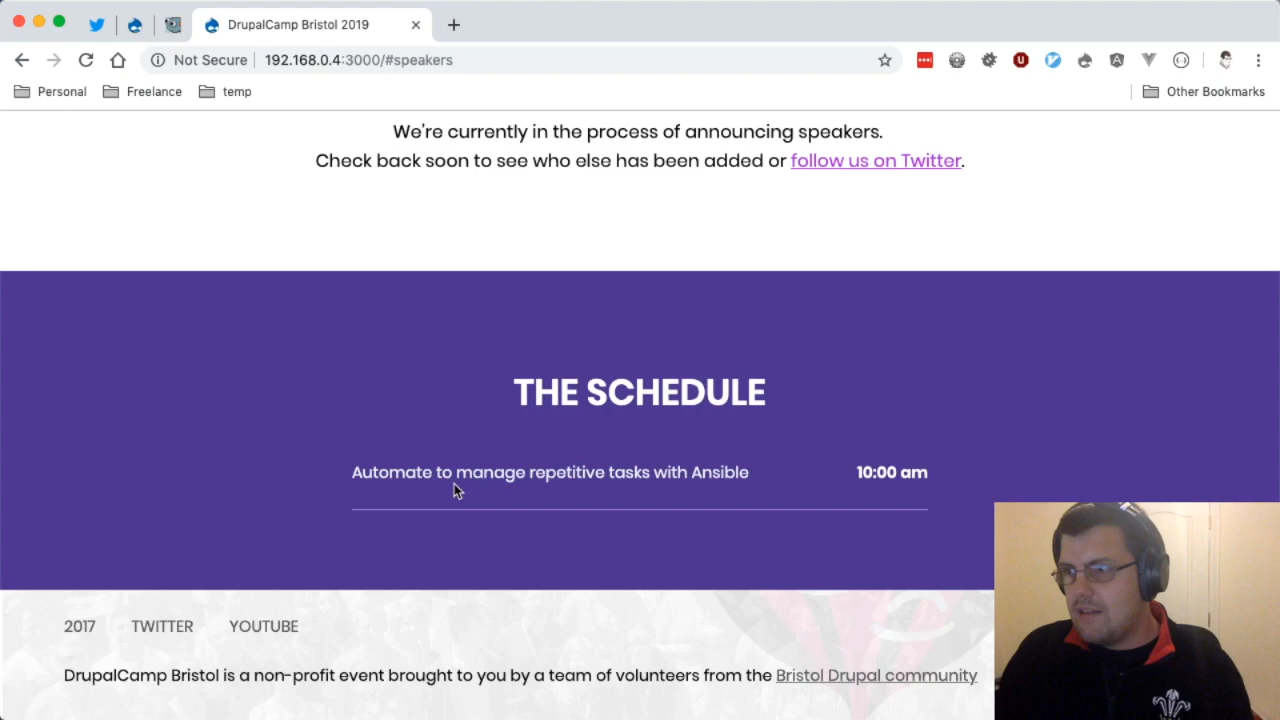 DrupalCamp Bristol 2019
Not Secure
192.168.0.4:3000/#speakers
Personal
Freelance
temp
Other Bookmarks
We're currently in the process of announcing speakers.
Check back soon to see who else has been added or follow us on Twitter.
THE SCHEDULE
Automate to manage repetitive tasks with Ansible
10:00 am
2017
TWITTER
YOUTUBE
DrupalCamp Bristol is a non-profit event brought to you by a team of volunteers from the Bristol Drupal community